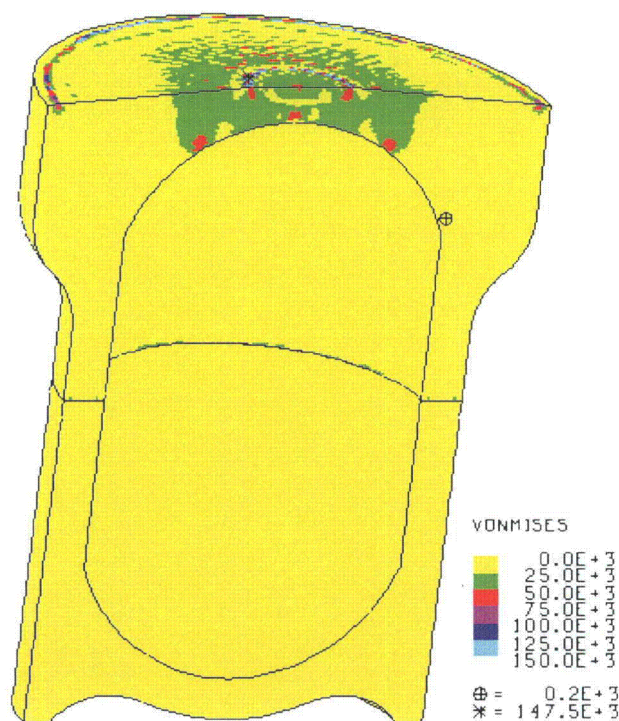 VONMISES
0.0E+3
25.0E+3
50.0E+3
75.0E+3
100.0E+3
125.0E+3
150.0E+3
⊕ = 0.2E+3
* = 147.5E+3